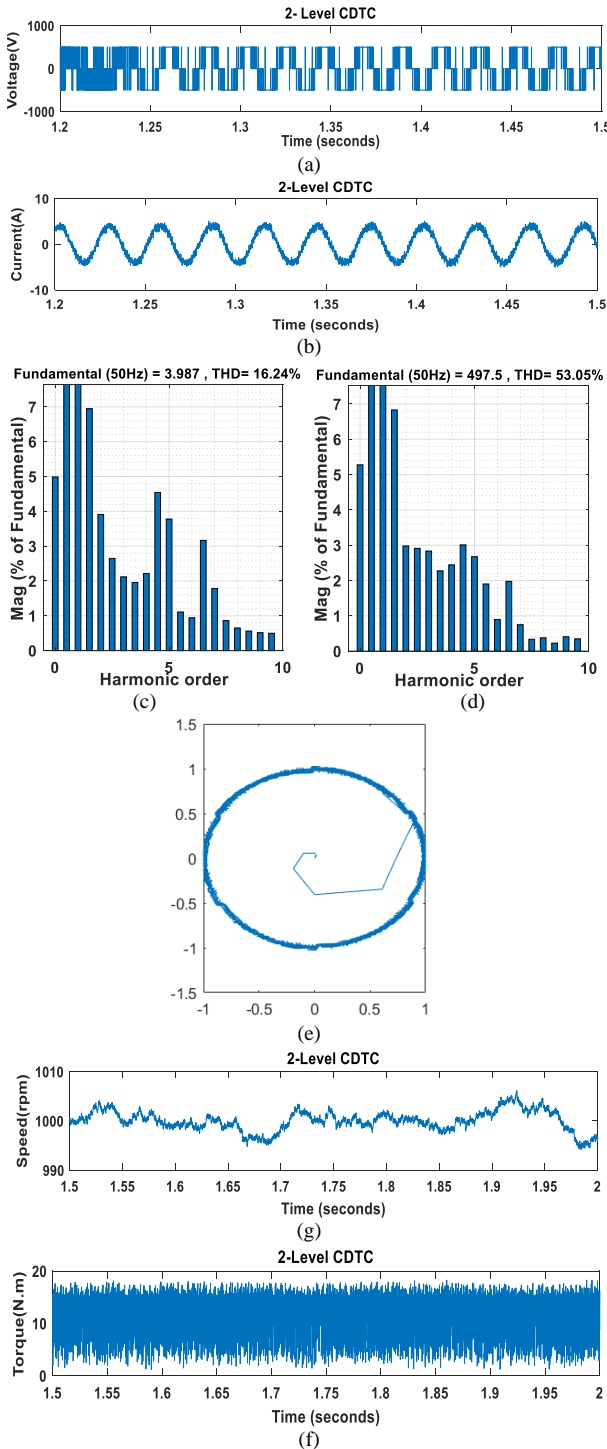 2- Level CDTC
Voltage(V)
1000
0
-1000
1.2 1.25 1.3 1.35 1.4 1.45 1.5
Time (seconds)
(a)
2-Level CDTC
Current(A)
10
0
-10
1.2 1.25 1.3 1.35 1.4 1.45 1.5
Time (seconds)
(b)
Fundamental (50Hz) = 3.987 , THD= 16.24%
Mag (% of Fundamental)
7
6
5
4
3
2
1
0
0 5 10
Harmonic order
(c)
Fundamental (50Hz) = 497.5 , THD= 53.05%
Mag (% of Fundamental)
7
6
5
4
3
2
1
0
0 5 10
Harmonic order
(d)
1.5
1
0.5
0
-0.5
-1
-1.5
-1 -0.5 0 0.5 1
(e)
2-Level CDTC
Speed(rpm)
1010
1000
990
1.5 1.55 1.6 1.65 1.7 1.75 1.8 1.85 1.9 1.95 2
Time (seconds)
(g)
2-Level CDTC
Torque(N.m)
20
10
0
1.5 1.55 1.6 1.65 1.7 1.75 1.8 1.85 1.9 1.95 2
Time (seconds)
(f)